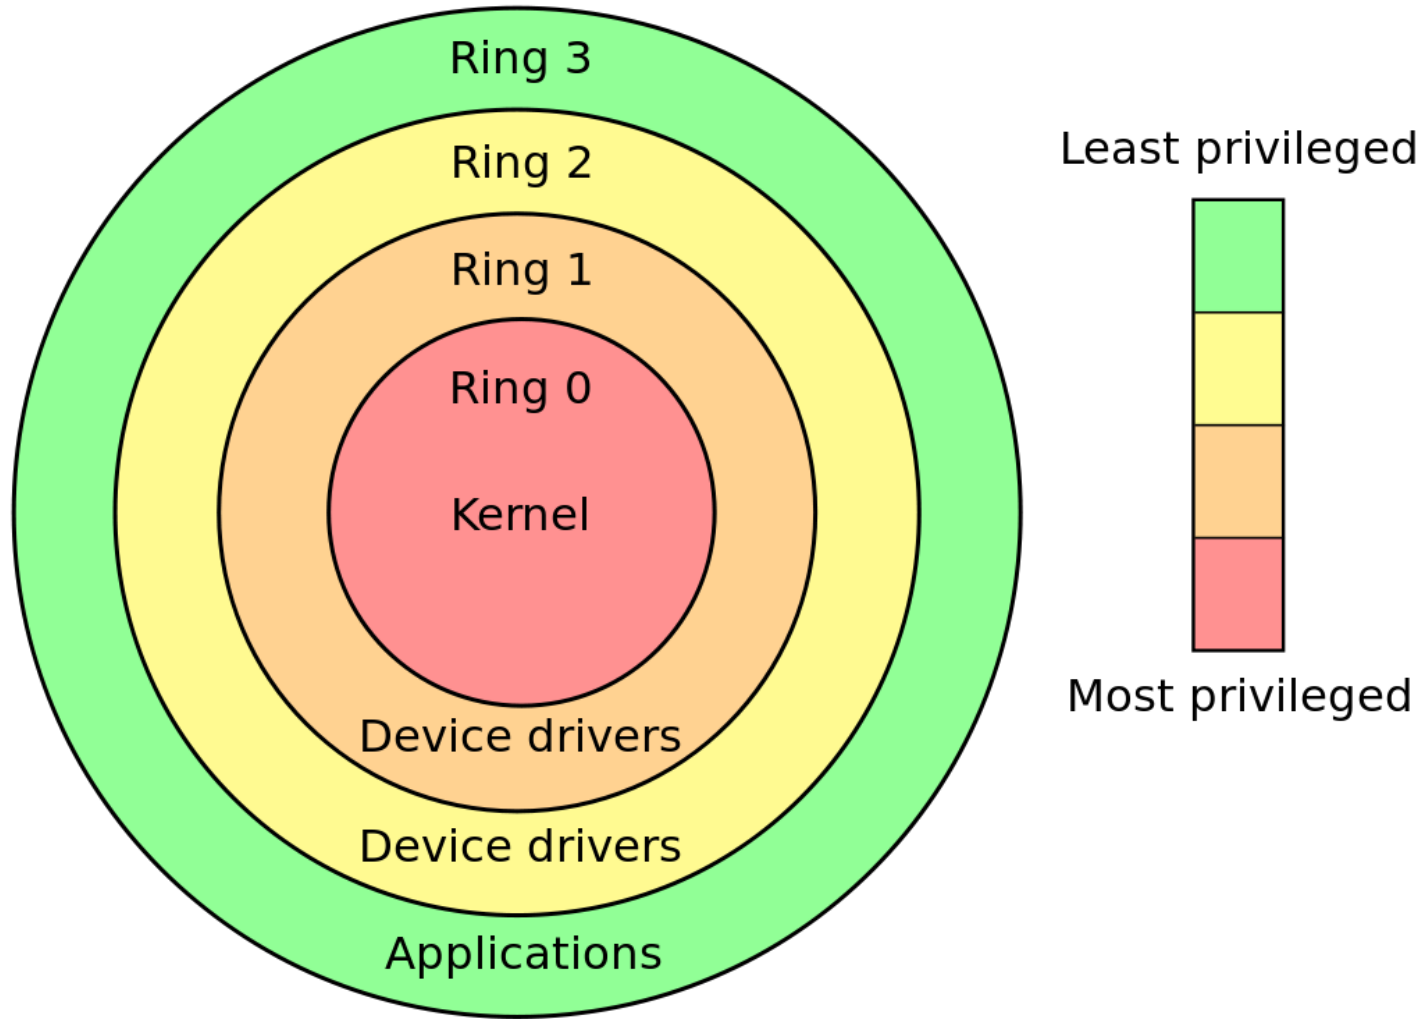 Ring 3
Ring 2
Ring 1
Ring 0
Kernel
Device drivers
Device drivers
Applications
Least privileged
Most privileged